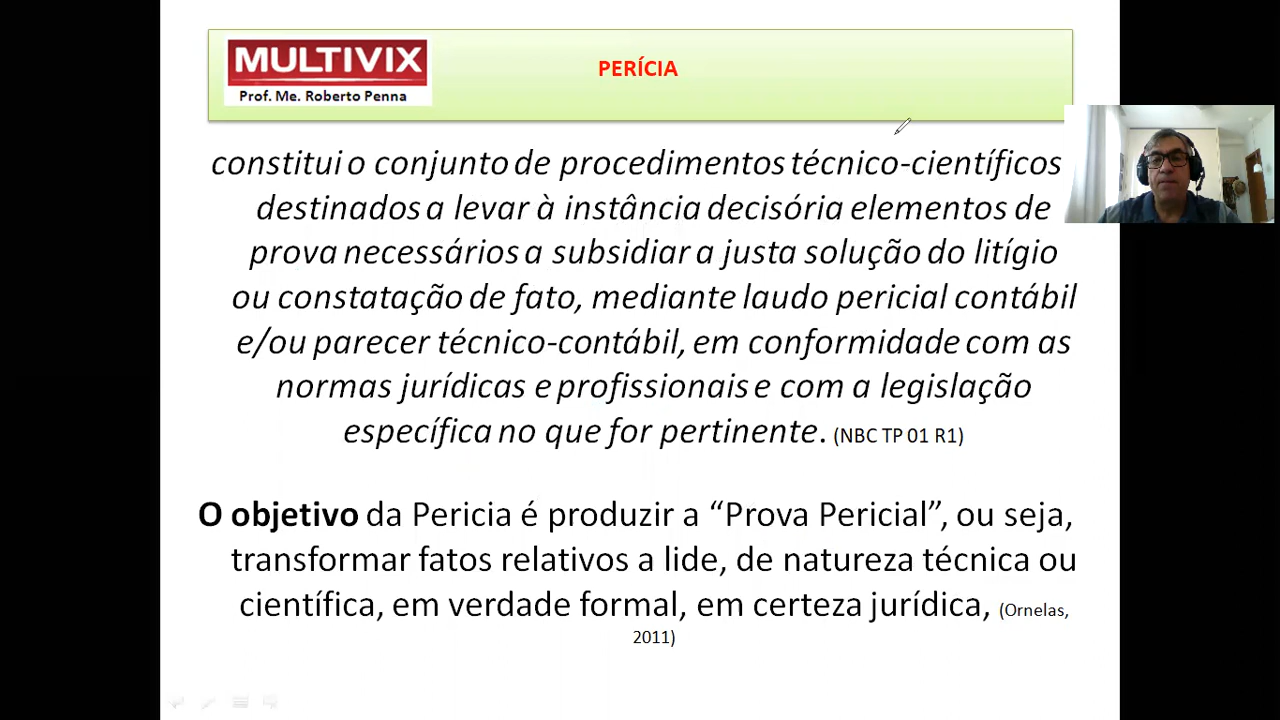 MULTIVIX
Prof. Me. Roberto Penna
PERÍCIA
constitui o conjunto de procedimentos técnico-científicos
destinados a levar à instância decisória elementos de
prova necessários a subsidiar a justa solução do litígio
ou constatação de fato, mediante laudo pericial contábil
e/ou parecer técnico-contábil, em conformidade com as
normas jurídicas e profissionais e com a legislação
específica no que for pertinente. (NBC TP 01 R1)
O objetivo da Pericia é produzir a “Prova Pericial”, ou seja,
transformar fatos relativos a lide, de natureza técnica ou
científica, em verdade formal, em certeza jurídica, (Ornelas,
2011)